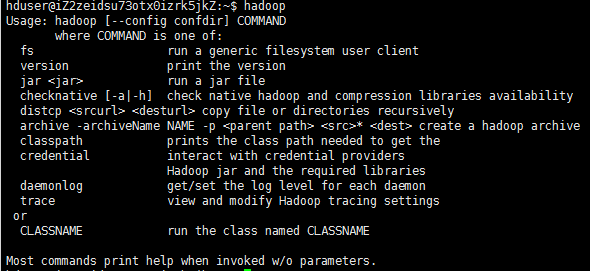 hduser@iZ2zeidsu73otx0izrk5jkZ:~$ hadoop
Usage: hadoop [--config confdir] COMMAND
       where COMMAND is one of:
  fs                   run a generic filesystem user client
  version              print the version
  jar <jar>            run a jar file
  checknative [-a|-h]  check native hadoop and compression libraries availability
  distcp <srcurl> <desturl> copy file or directories recursively
  archive -archiveName NAME -p <parent path> <src>* <dest> create a hadoop archive
  classpath            prints the class path needed to get the
  credential           interact with credential providers
                       Hadoop jar and the required libraries
  daemonlog            get/set the log level for each daemon
  trace                view and modify Hadoop tracing settings
 or
  CLASSNAME            run the class named CLASSNAME

Most commands print help when invoked w/o parameters.